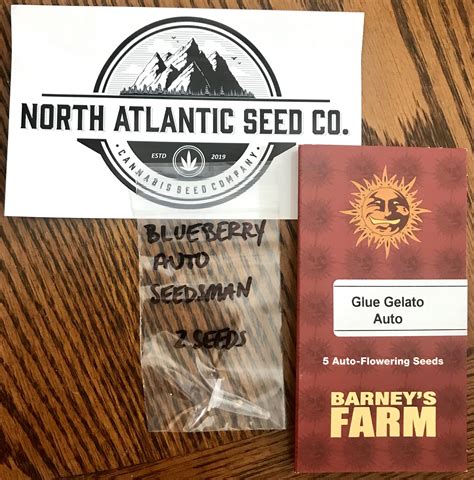 NORTH ATLANTIC SEED CO.
ESTD 2019
CANNABIS SEED COMPANY
BLUEBERRY
AUTO
SEEDSMAN
2 SEEDS
Glue Gelato
Auto
5 Auto-Flowering Seeds
BARNEY'S
FARM